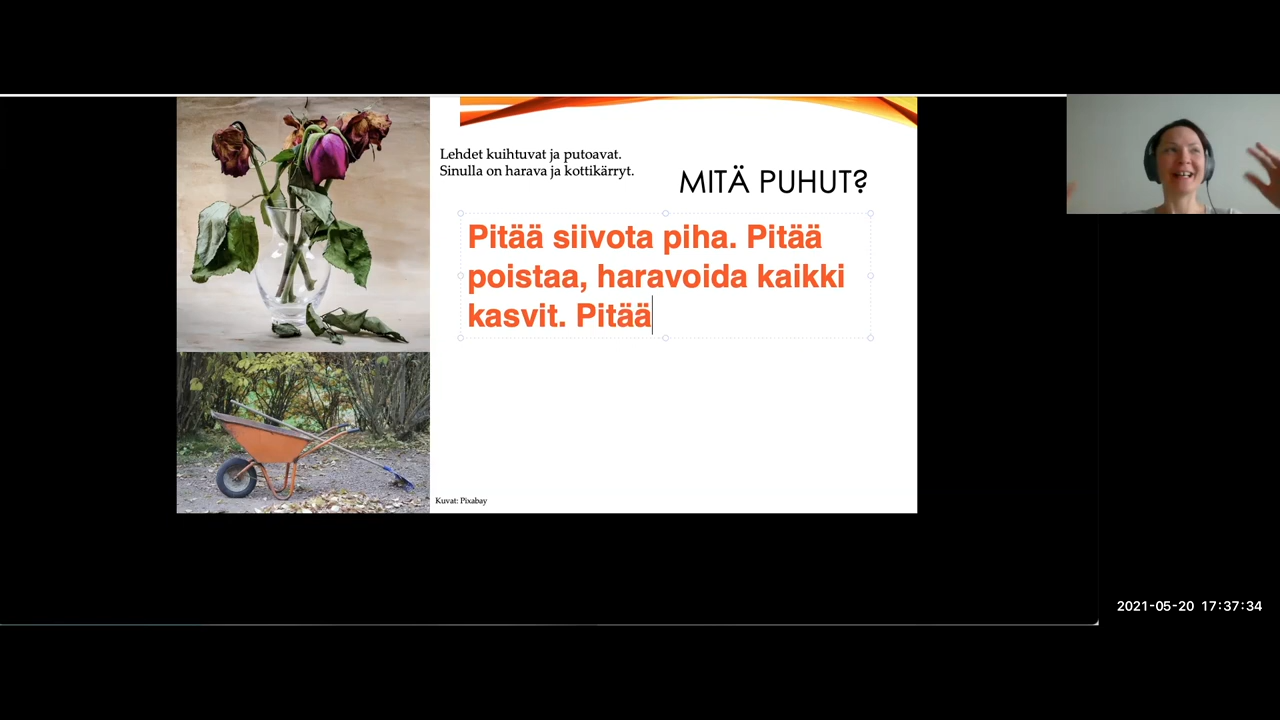 Lehdet kuihtuvat ja putoavat.
Sinulla on harava ja kottikärryt.
MITÄ PUHUT?
Pitää siivota piha. Pitää
poistaa, haravoida kaikki
kasvit. Pitää
Kuvat: Pixabay
2021-05-20 17:37:34